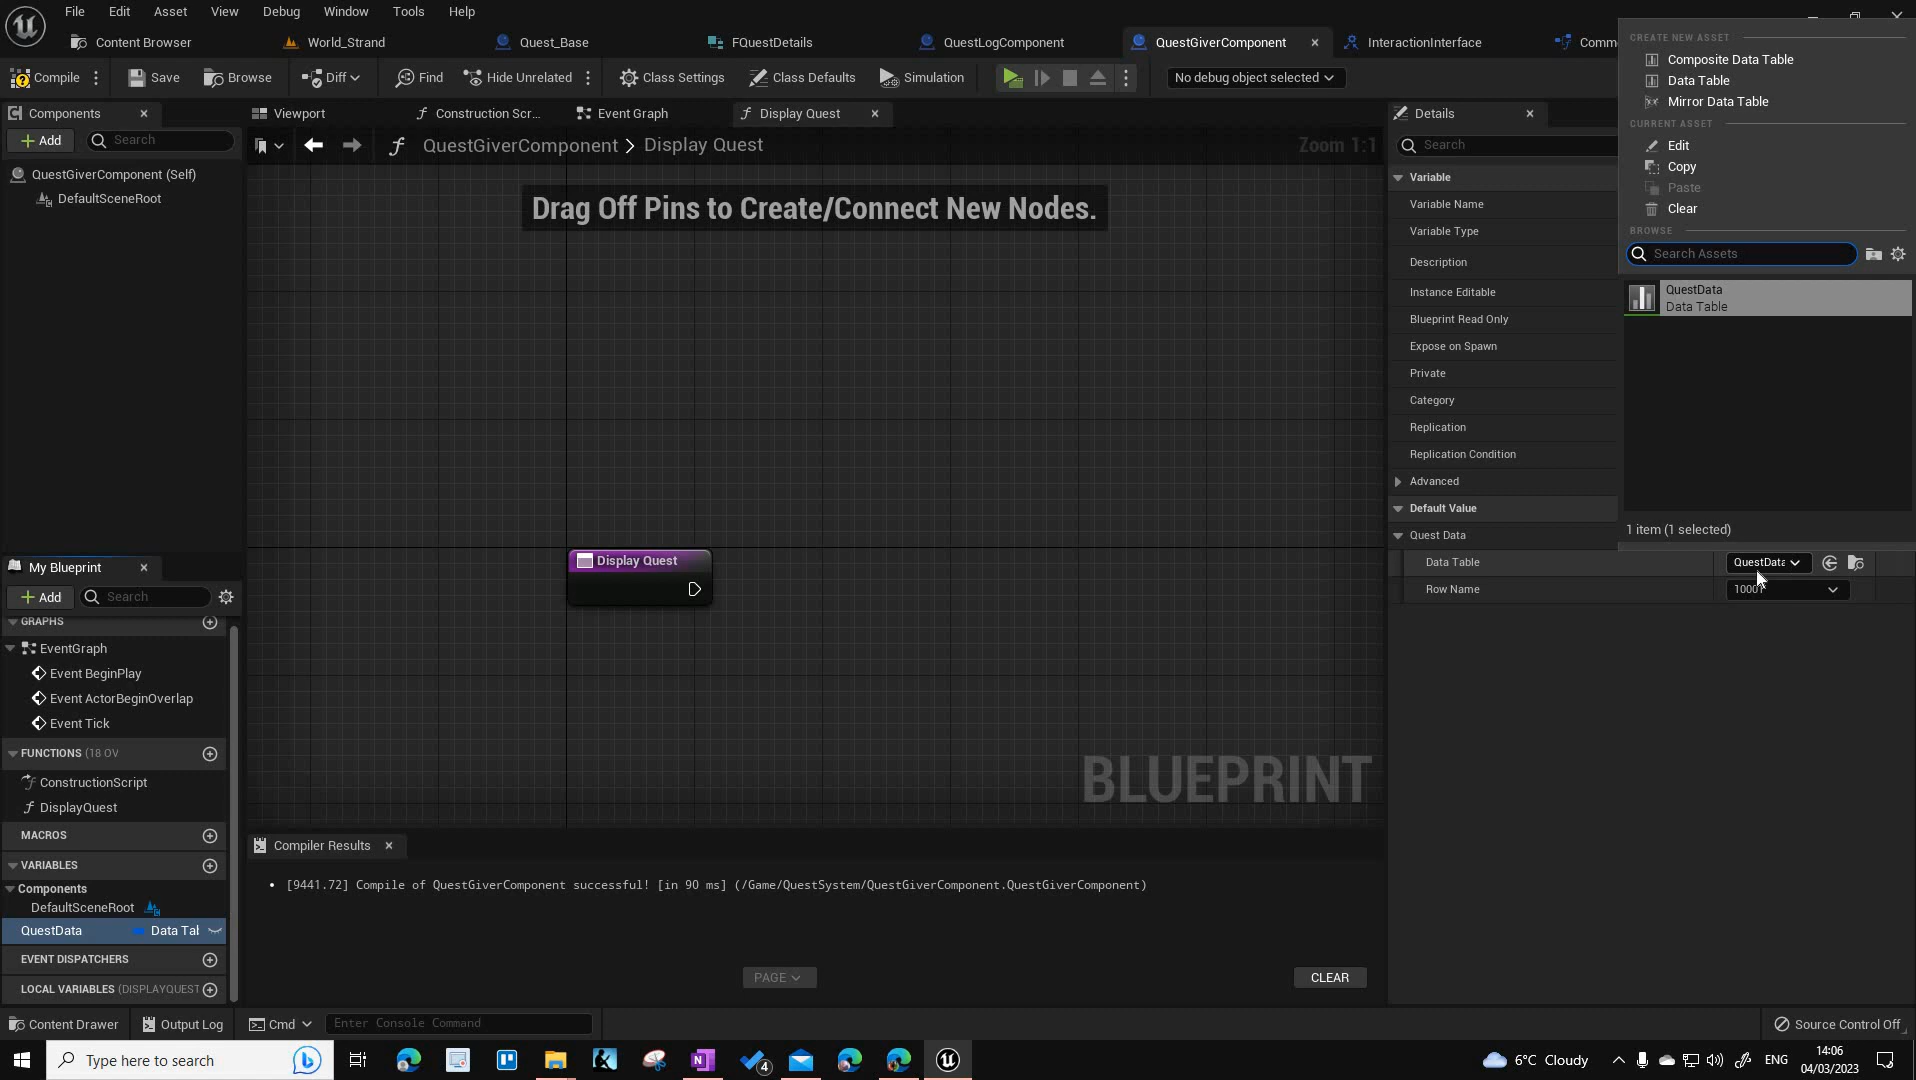 File Edit Asset View Debug Window Tools Help
Content Browser World_Strand Quest_Base FQuestDetails QuestLogComponent QuestGiverComponent InteractionInterface Comm
Compile Save Browse Diff Find Hide Unrelated Class Settings Class Defaults Simulation No debug object selected
Components
Add Search
QuestGiverComponent (Self)
DefaultSceneRoot
Viewport Construction Scr... Event Graph Display Quest
QuestGiverComponent > Display Quest Zoom 1:1
Drag Off Pins to Create/Connect New Nodes.
Display Quest
BLUEPRINT
My Blueprint
Add Search
GRAPHS
EventGraph
Event BeginPlay
Event ActorBeginOverlap
Event Tick
FUNCTIONS (18 OV
ConstructionScript
DisplayQuest
MACROS
VARIABLES
Components
DefaultSceneRoot
QuestData Data Tal
EVENT DISPATCHERS
LOCAL VARIABLES (DISPLAYQUEST
Compiler Results
• [9441.72] Compile of QuestGiverComponent successful! [in 90 ms] (/Game/QuestSystem/QuestGiverComponent.QuestGiverComponent)
PAGE CLEAR
Details
Search
Variable
Variable Name
Variable Type
Description
Instance Editable
Blueprint Read Only
Expose on Spawn
Private
Category
Replication
Replication Condition
Advanced
Default Value
Quest Data
Data Table QuestData
Row Name 10001
CREATE NEW ASSET
Composite Data Table
Data Table
Mirror Data Table
CURRENT ASSET
Edit
Copy
Paste
Clear
BROWSE
Search Assets
QuestData
Data Table
1 item (1 selected)
Content Drawer Output Log Cmd Enter Console Command Source Control Off
Type here to search 4 6°C Cloudy ENG 14:06
04/03/2023